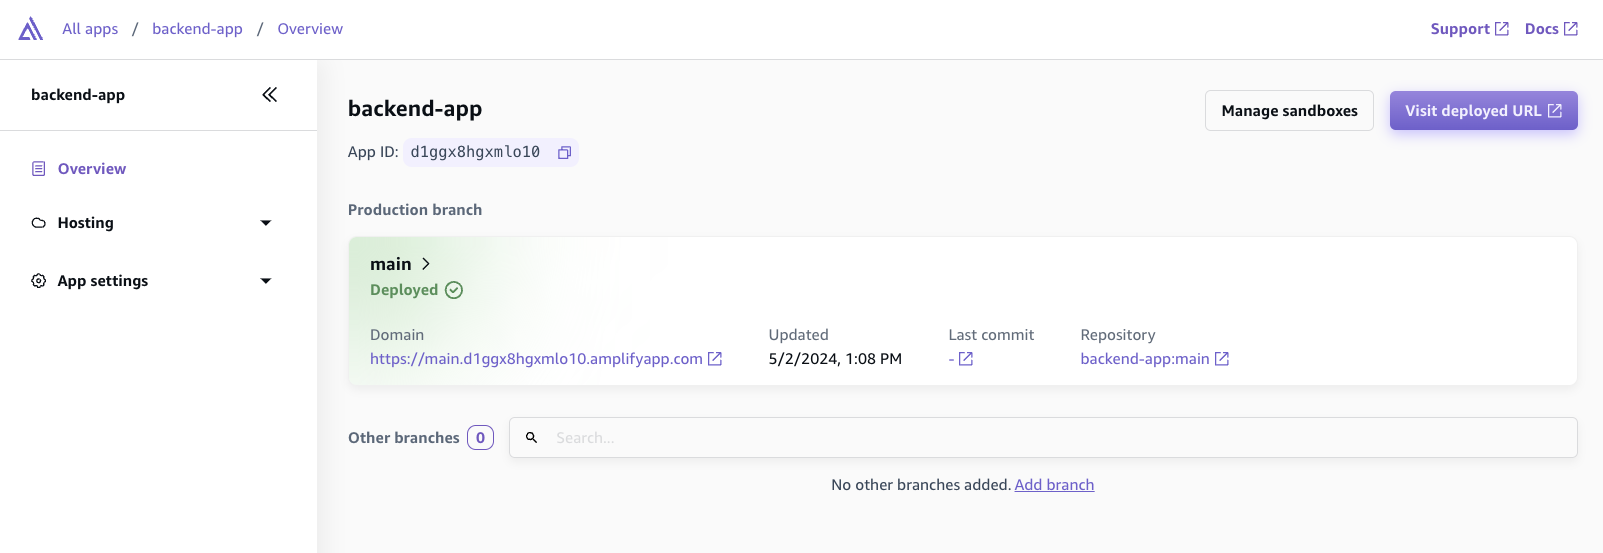 All apps / backend-app / Overview
Support
Docs
backend-app
Overview
Hosting
App settings
backend-app
Manage sandboxes
Visit deployed URL
App ID: d1ggx8hgxmlo10
Production branch
main
Deployed
Domain
https://main.d1ggx8hgxmlo10.amplifyapp.com
Updated
5/2/2024, 1:08 PM
Last commit
-
Repository
backend-app:main
Other branches 0
Search...
No other branches added. Add branch